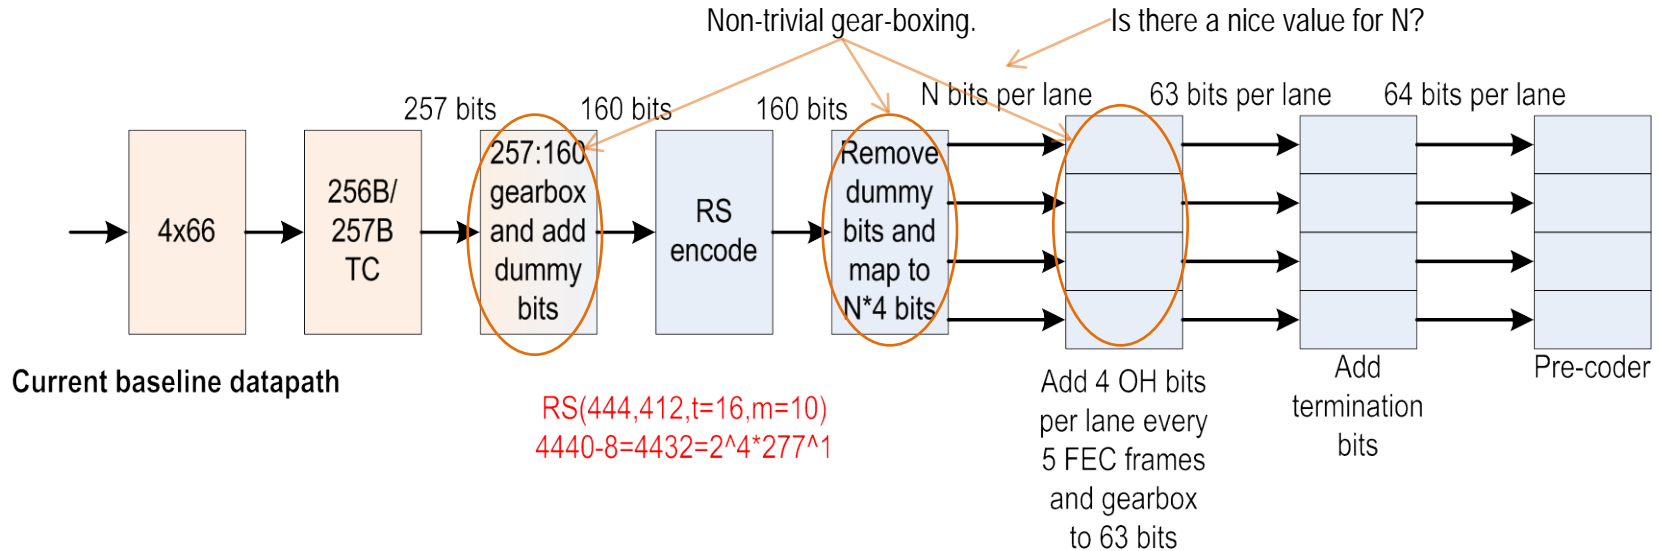 Non-trivial gear-boxing.
Is there a nice value for N?
257 bits
160 bits
160 bits
N bits per lane
63 bits per lane
64 bits per lane
4x66
256B/
257B
TC
257:160
gearbox
and add
dummy
bits
RS
encode
Remove
dummy
bits and
map to
N*4 bits
Current baseline datapath
RS(444,412,t=16,m=10)
4440-8=4432=2^4*277^1
Add 4 OH bits
per lane every
5 FEC frames
and gearbox
to 63 bits
Add
termination
bits
Pre-coder